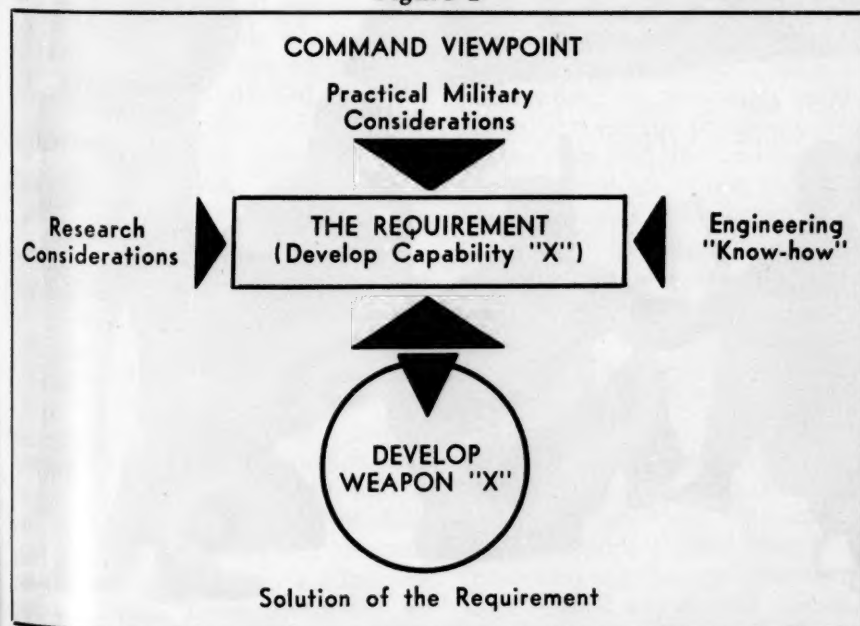 COMMAND VIEWPOINT
Practical Military
Considerations
Research
Considerations
THE REQUIREMENT
(Develop Capability "X")
Engineering
"Know-how"
DEVELOP
WEAPON "X"
Solution of the Requirement